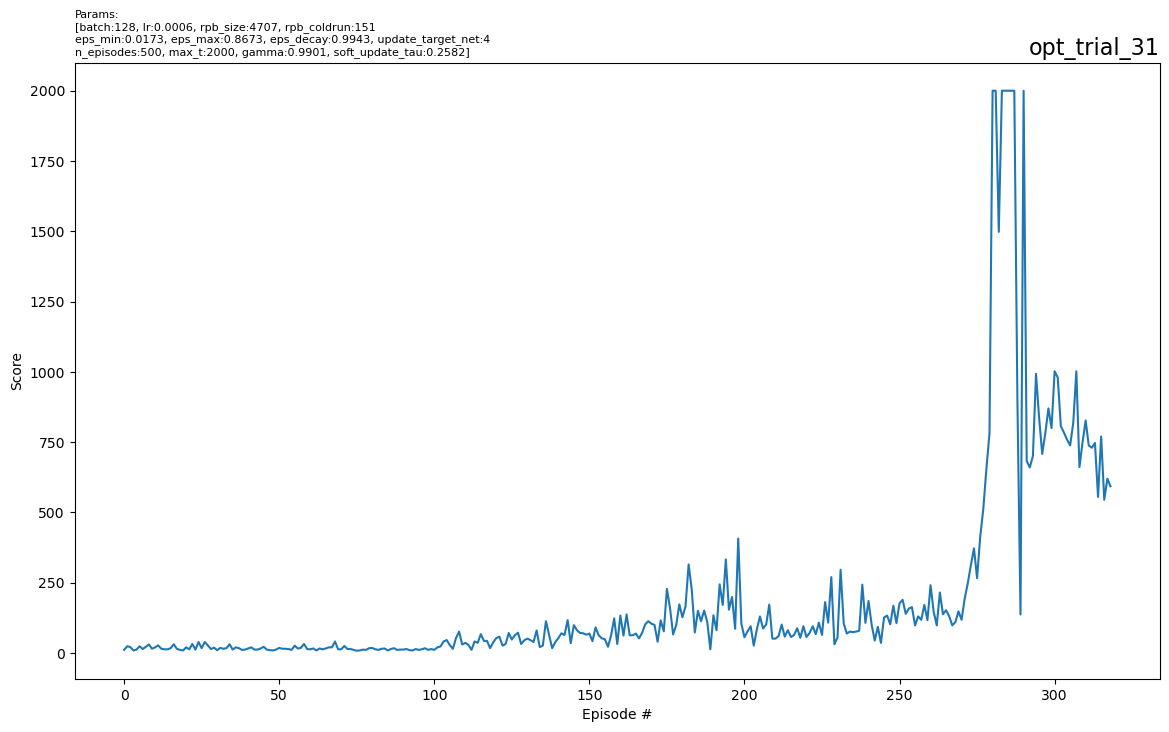 Params:
[batch:128, lr:0.0006, rpb_size:4707, rpb_coldrun:151
eps_min:0.0173, eps_max:0.8673, eps_decay:0.9943, update_target_net:4
n_episodes:500, max_t:2000, gamma:0.9901, soft_update_tau:0.2582]
opt_trial_31
2000
1750
1500
1250
1000
750
500
250
0
Score
0 50 100 150 200 250 300
Episode #